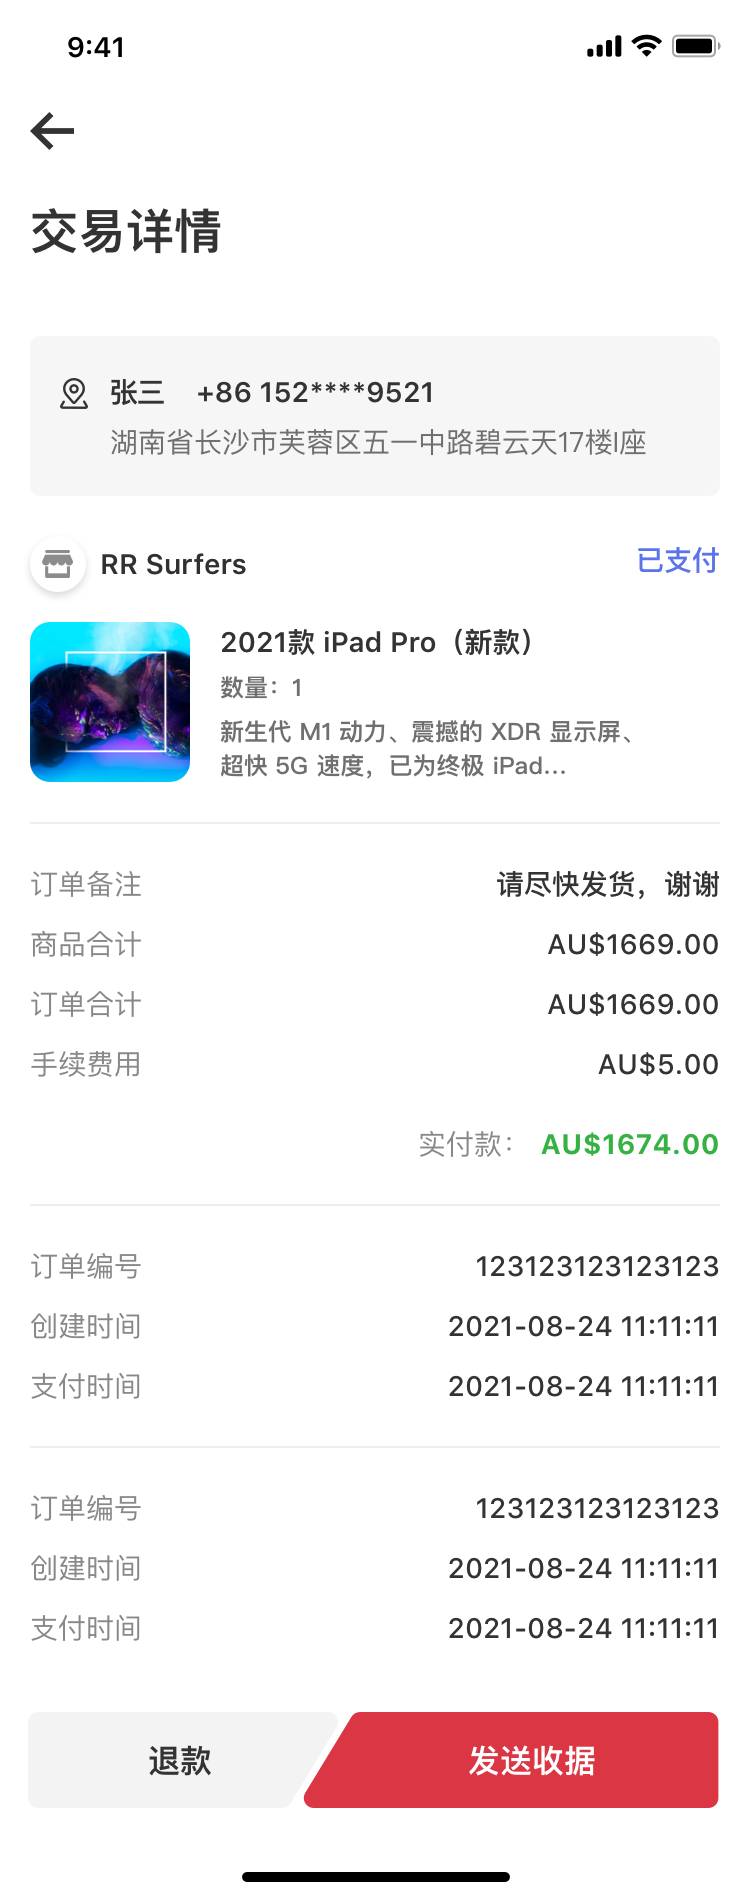 9:41
交易详情
张三 +86 152****9521
湖南省长沙市芙蓉区五一中路碧云天17楼I座
RR Surfers 已支付
2021款 iPad Pro（新款）
数量：1
新生代 M1 动力、震撼的 XDR 显示屏、
超快 5G 速度，已为终极 iPad...
订单备注 请尽快发货，谢谢
商品合计 AU$1669.00
订单合计 AU$1669.00
手续费用 AU$5.00
实付款： AU$1674.00
订单编号 123123123123123
创建时间 2021-08-24 11:11:11
支付时间 2021-08-24 11:11:11
订单编号 123123123123123
创建时间 2021-08-24 11:11:11
支付时间 2021-08-24 11:11:11
退款 发送收据